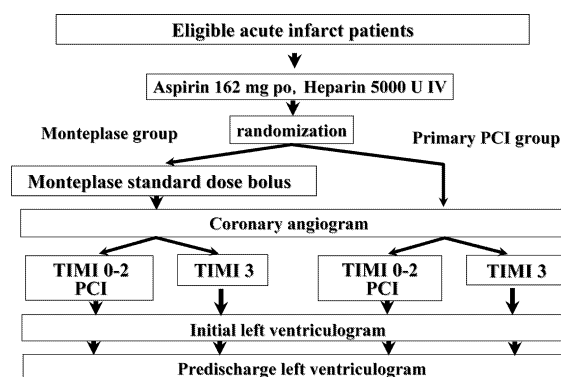 Eligible acute infarct patients
Aspirin 162 mg po, Heparin 5000 U IV
randomization
Monteplase group
Primary PCI group
Monteplase standard dose bolus
Coronary angiogram
TIMI 0-2
PCI
TIMI 3
TIMI 0-2
PCI
TIMI 3
Initial left ventriculogram
Predischarge left ventriculogram